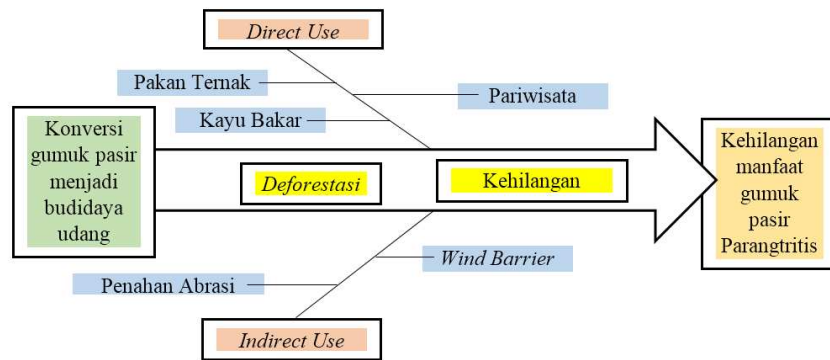 Direct Use
Pakan Ternak
Pariwisata
Kayu Bakar
Konversi
gumuk pasir
menjadi
budidaya
udang
Deforestasi
Kehilangan
Kehilangan
manfaat
gumuk
pasir
Parangtritis
Wind Barrier
Penahan Abrasi
Indirect Use